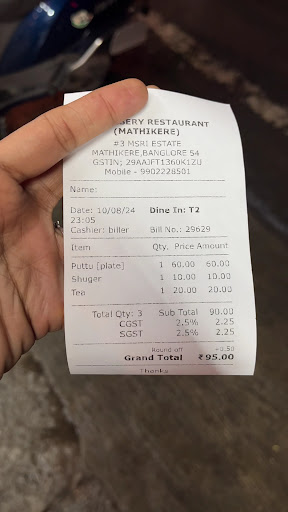 RESTAURANT
(MATHIKERE)
#3 MSRI ESTATE
MATHIKERE,BANGLORE 54
GSTIN; 29AAJFT1360K1ZU
Mobile - 9902228501
Name:
Date: 10/08/24 Dine In: T2
23:05
Cashier: biller Bill No.: 29629
Item Qty. Price Amount
Puttu [plate] 1 60.00 60.00
Shuger 1 10.00 10.00
Tea 1 20.00 20.00
Total Qty: 3 Sub Total 90.00
CGST 2.5% 2.25
SGST 2.5% 2.25
Round off +0.50
Grand Total ₹95.00
Thanks